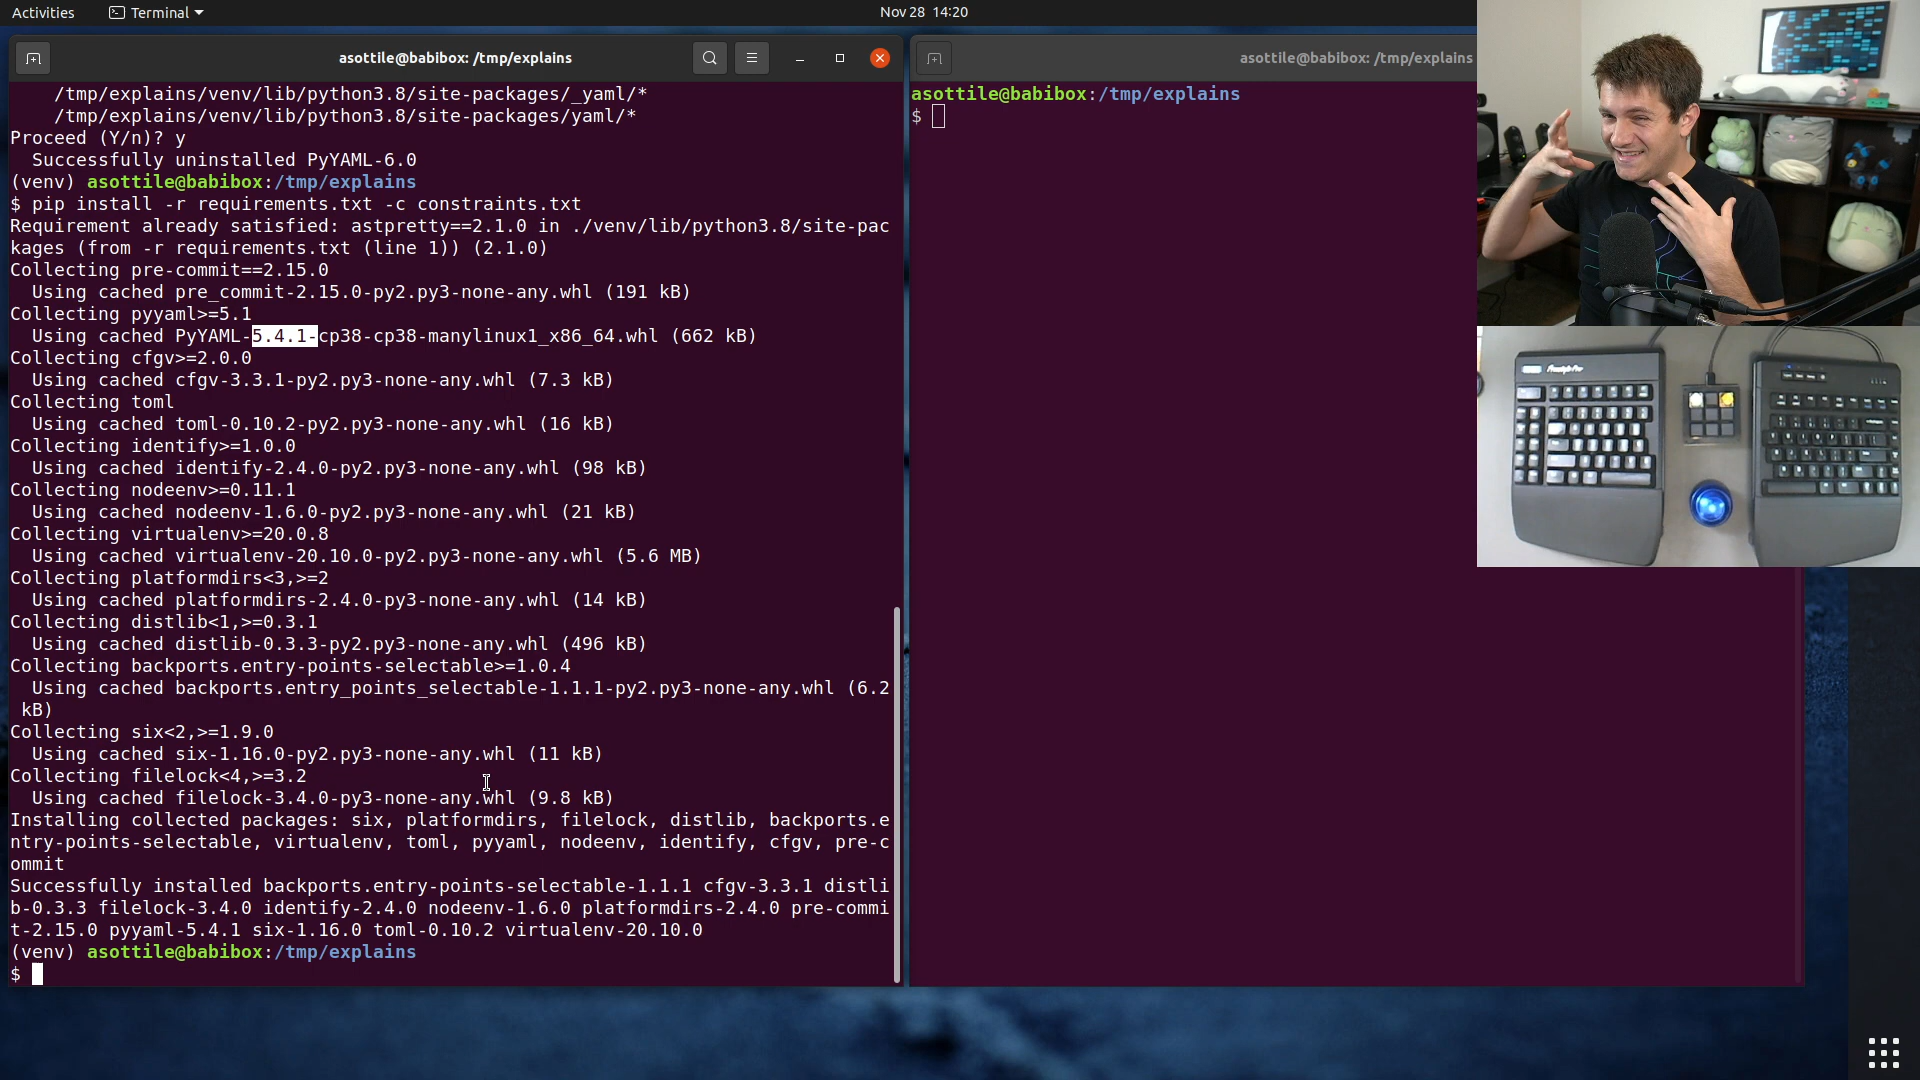 Activities
Terminal
Nov 28 14:20
asottile@babibox: /tmp/explains
/tmp/explains/venv/lib/python3.8/site-packages/_yaml/*
/tmp/explains/venv/lib/python3.8/site-packages/yaml/*
Proceed (Y/n)? y
Successfully uninstalled PyYAML-6.0
(venv) asottile@babibox:/tmp/explains
$ pip install -r requirements.txt -c constraints.txt
Requirement already satisfied: astpretty==2.1.0 in ./venv/lib/python3.8/site-pac
kages (from -r requirements.txt (line 1)) (2.1.0)
Collecting pre-commit==2.15.0
Using cached pre_commit-2.15.0-py2.py3-none-any.whl (191 kB)
Collecting pyyaml>=5.1
Using cached PyYAML-5.4.1-cp38-cp38-manylinux1_x86_64.whl (662 kB)
Collecting cfgv>=2.0.0
Using cached cfgv-3.3.1-py2.py3-none-any.whl (7.3 kB)
Collecting toml
Using cached toml-0.10.2-py2.py3-none-any.whl (16 kB)
Collecting identify>=1.0.0
Using cached identify-2.4.0-py2.py3-none-any.whl (98 kB)
Collecting nodeenv>=0.11.1
Using cached nodeenv-1.6.0-py2.py3-none-any.whl (21 kB)
Collecting virtualenv>=20.0.8
Using cached virtualenv-20.10.0-py2.py3-none-any.whl (5.6 MB)
Collecting platformdirs<3,>=2
Using cached platformdirs-2.4.0-py3-none-any.whl (14 kB)
Collecting distlib<1,>=0.3.1
Using cached distlib-0.3.3-py2.py3-none-any.whl (496 kB)
Collecting backports.entry-points-selectable>=1.0.4
Using cached backports.entry_points_selectable-1.1.1-py2.py3-none-any.whl (6.2
kB)
Collecting six<2,>=1.9.0
Using cached six-1.16.0-py2.py3-none-any.whl (11 kB)
Collecting filelock<4,>=3.2
Using cached filelock-3.4.0-py3-none-any.whl (9.8 kB)
Installing collected packages: six, platformdirs, filelock, distlib, backports.e
ntry-points-selectable, virtualenv, toml, pyyaml, nodeenv, identify, cfgv, pre-c
ommit
Successfully installed backports.entry-points-selectable-1.1.1 cfgv-3.3.1 distli
b-0.3.3 filelock-3.4.0 identify-2.4.0 nodeenv-1.6.0 platformdirs-2.4.0 pre-commi
t-2.15.0 pyyaml-5.4.1 six-1.16.0 toml-0.10.2 virtualenv-20.10.0
(venv) asottile@babibox:/tmp/explains
$
asottile@babibox: /tmp/explains
asottile@babibox:/tmp/explains
$
Freestyle Pro